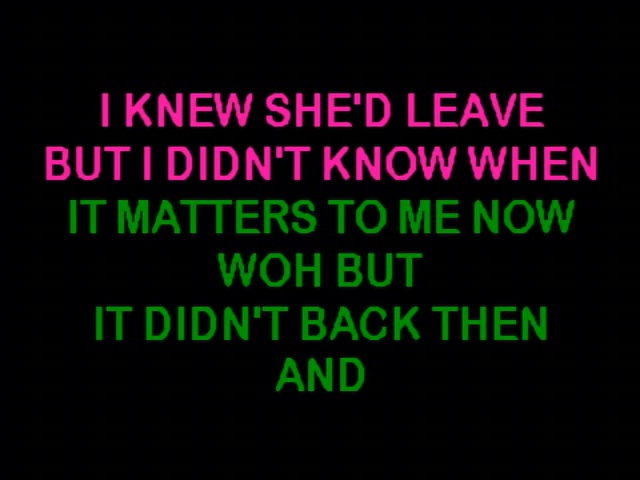 I KNEW SHE'D LEAVE
BUT I DIDN'T KNOW WHEN
IT MATTERS TO ME NOW
WOH BUT
IT DIDN'T BACK THEN
AND